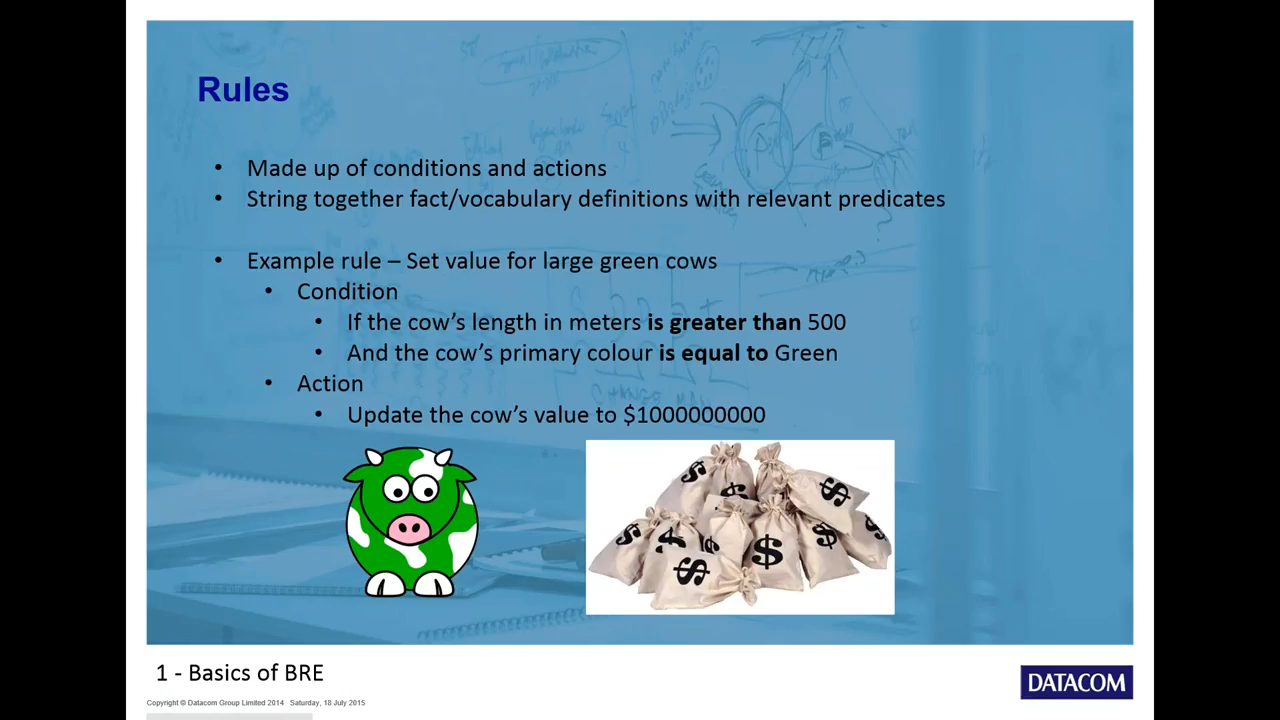 Rules
• Made up of conditions and actions
• String together fact/vocabulary definitions with relevant predicates
• Example rule – Set value for large green cows
• Condition
• If the cow's length in meters is greater than 500
• And the cow's primary colour is equal to Green
• Action
• Update the cow's value to $1000000000
1 - Basics of BRE
Copyright © Datacom Group Limited 2014 Saturday, 18 July 2015
DATACOM